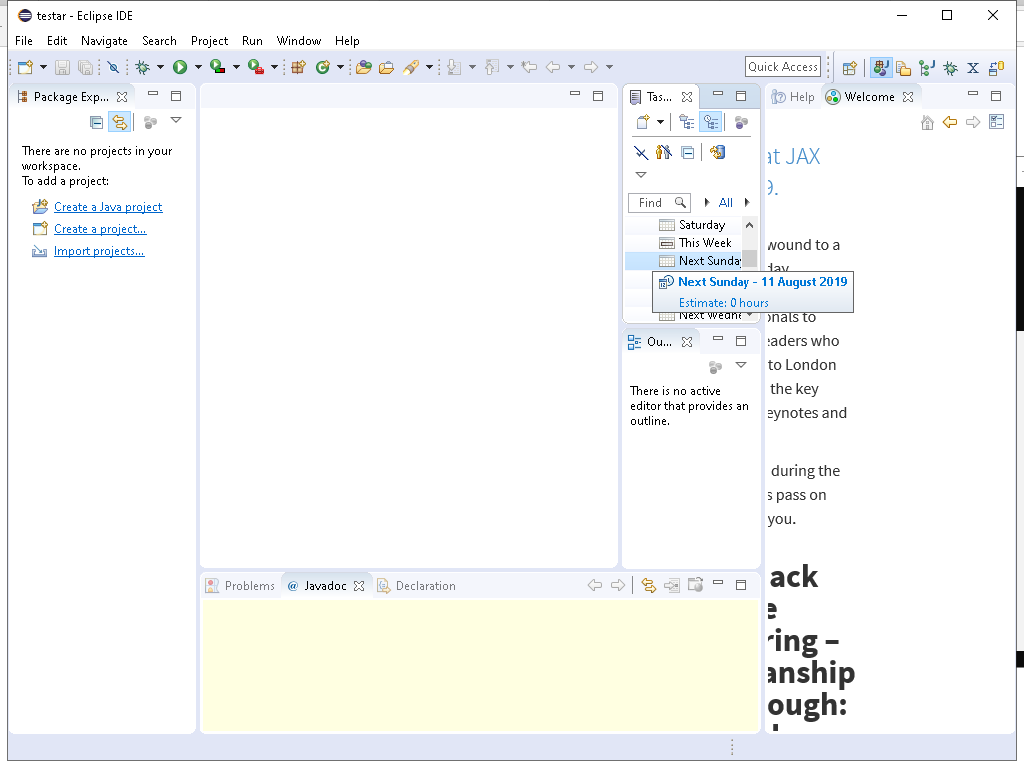 testar - Eclipse IDE
File Edit Navigate Search Project Run Window Help
Quick Access
Package Exp...
There are no projects in your
workspace.
To add a project:
Create a Java project
Create a project...
Import projects...
Tas...
Find
All
Saturday
This Week
Next Sunday
Next Sunday - 11 August 2019
Estimate: 0 hours
Ou...
There is no active
editor that provides an
outline.
Help
Welcome
at JAX
9.
wound to a
day
onals to
eaders who
to London
the key
eynotes and
during the
s pass on
you.
ack
e
ring –
anship
ough:
Problems
@ Javadoc
Declaration